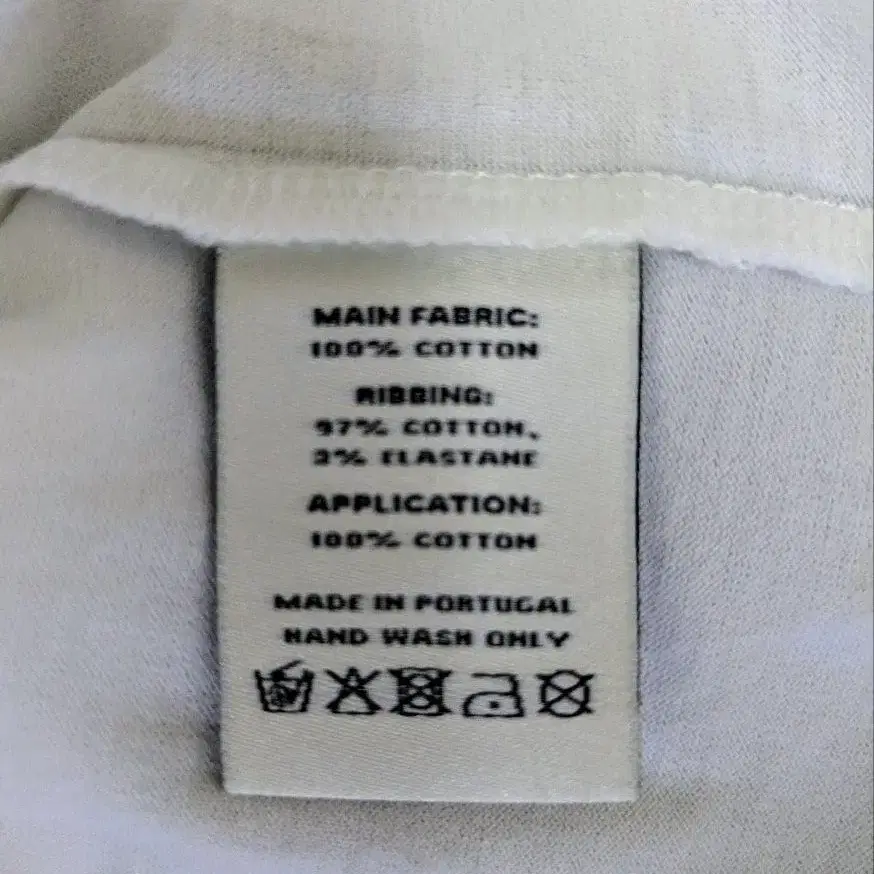 MAIN FABRIC:
100% COTTON
RIBBING:
97% COTTON,
3% ELASTANE
APPLICATION:
100% COTTON
MADE IN PORTUGAL
HAND WASH ONLY